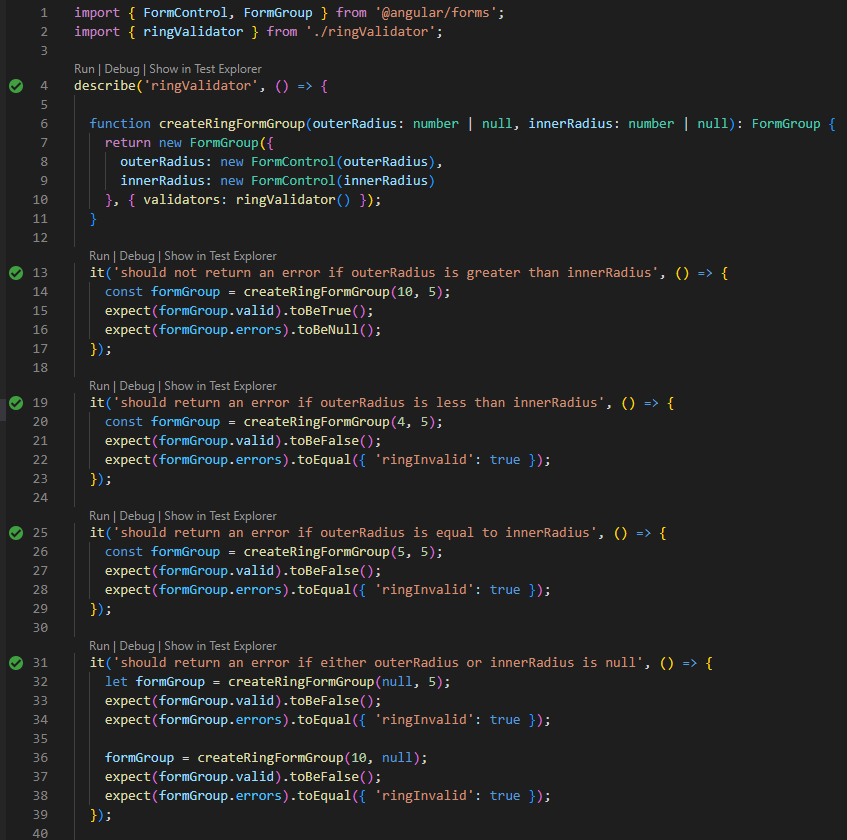 1 import { FormControl, FormGroup } from '@angular/forms';
2 import { ringValidator } from './ringValidator';
3
Run | Debug | Show in Test Explorer
4 describe('ringValidator', () => {
5
6   function createRingFormGroup(outerRadius: number | null, innerRadius: number | null): FormGroup {
7     return new FormGroup({
8       outerRadius: new FormControl(outerRadius),
9       innerRadius: new FormControl(innerRadius)
10     }, { validators: ringValidator() });
11   }
12
Run | Debug | Show in Test Explorer
13   it('should not return an error if outerRadius is greater than innerRadius', () => {
14     const formGroup = createRingFormGroup(10, 5);
15     expect(formGroup.valid).toBeTrue();
16     expect(formGroup.errors).toBeNull();
17   });
18
Run | Debug | Show in Test Explorer
19   it('should return an error if outerRadius is less than innerRadius', () => {
20     const formGroup = createRingFormGroup(4, 5);
21     expect(formGroup.valid).toBeFalse();
22     expect(formGroup.errors).toEqual({ 'ringInvalid': true });
23   });
24
Run | Debug | Show in Test Explorer
25   it('should return an error if outerRadius is equal to innerRadius', () => {
26     const formGroup = createRingFormGroup(5, 5);
27     expect(formGroup.valid).toBeFalse();
28     expect(formGroup.errors).toEqual({ 'ringInvalid': true });
29   });
30
Run | Debug | Show in Test Explorer
31   it('should return an error if either outerRadius or innerRadius is null', () => {
32     let formGroup = createRingFormGroup(null, 5);
33     expect(formGroup.valid).toBeFalse();
34     expect(formGroup.errors).toEqual({ 'ringInvalid': true });
35
36     formGroup = createRingFormGroup(10, null);
37     expect(formGroup.valid).toBeFalse();
38     expect(formGroup.errors).toEqual({ 'ringInvalid': true });
39   });
40